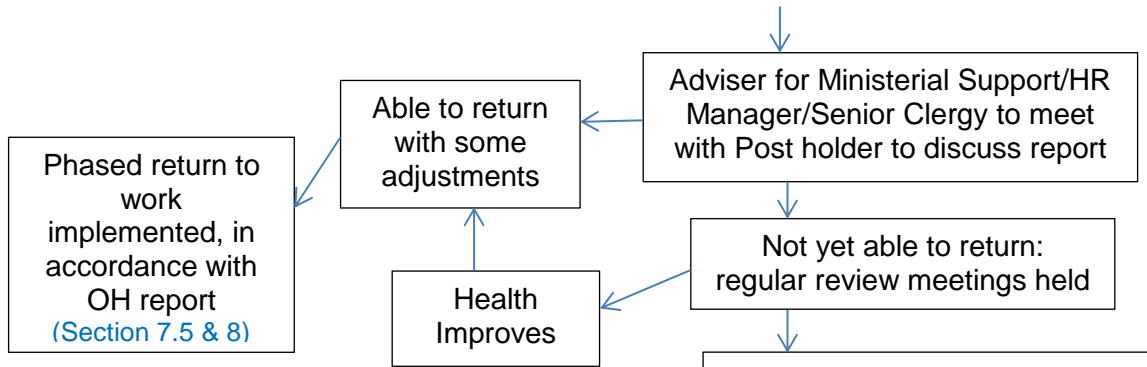 Adviser for Ministerial Support/HR
Manager/Senior Clergy to meet
with Post holder to discuss report
Able to return
with some
adjustments
Phased return to
work
implemented, in
accordance with
OH report
(Section 7.5 & 8)
Not yet able to return:
regular review meetings held
Health
Improves